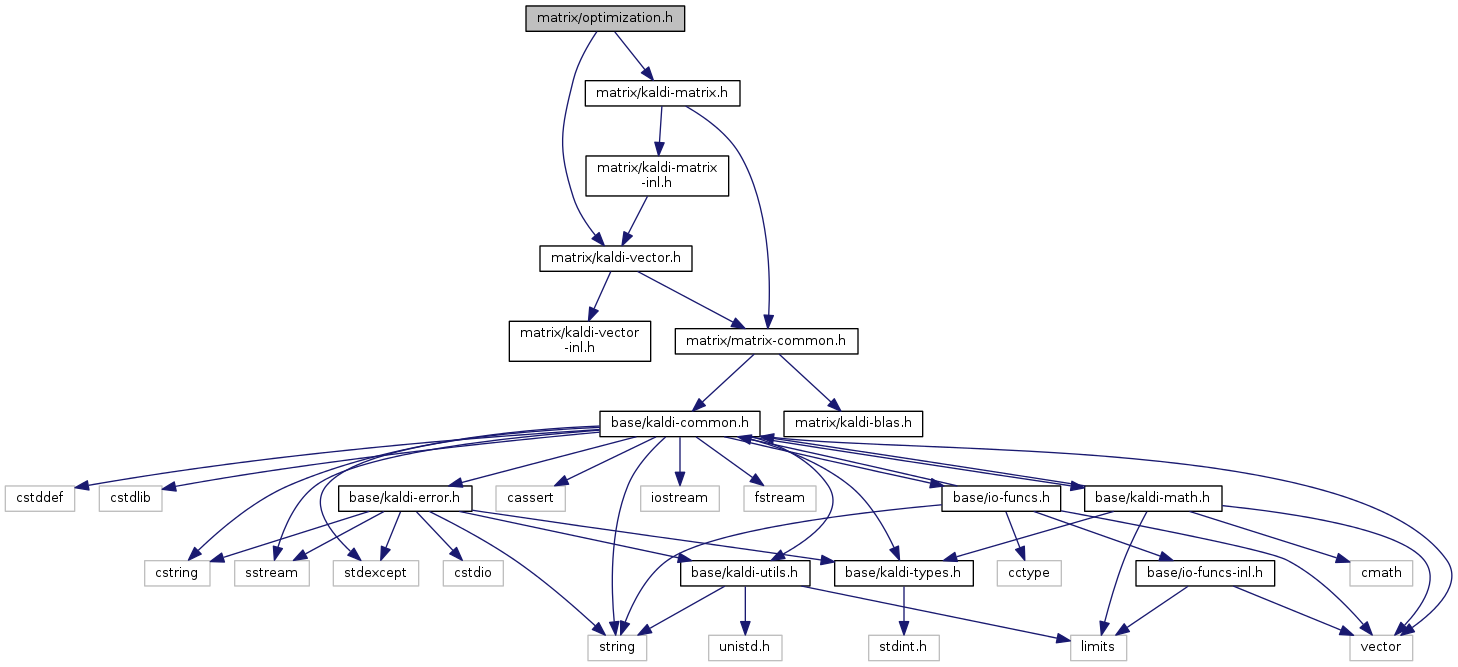 matrix/optimization.h
matrix/kaldi-matrix.h
matrix/kaldi-matrix
-inl.h
matrix/kaldi-vector.h
matrix/kaldi-vector
-inl.h
matrix/matrix-common.h
base/kaldi-common.h
matrix/kaldi-blas.h
cstddef
cstdlib
base/kaldi-error.h
cassert
iostream
fstream
base/io-funcs.h
base/kaldi-math.h
cstring
sstream
stdexcept
cstdio
base/kaldi-utils.h
base/kaldi-types.h
cctype
base/io-funcs-inl.h
cmath
string
unistd.h
stdint.h
limits
vector